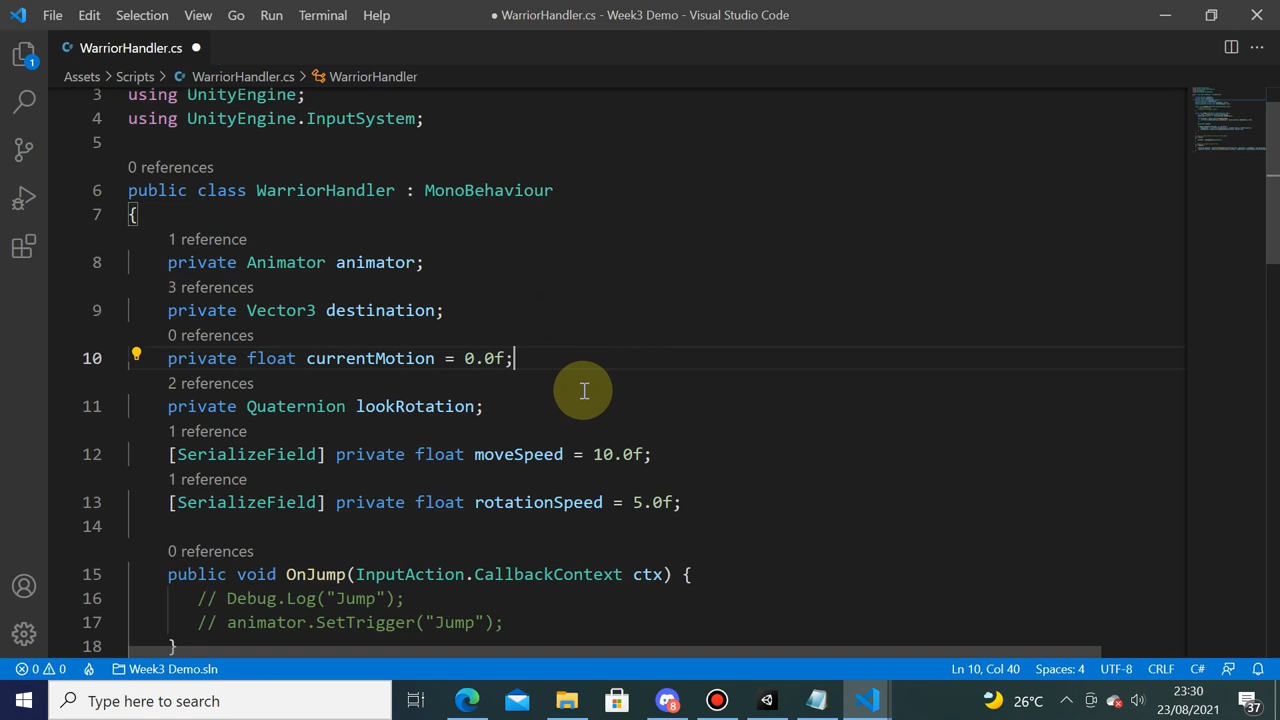 File Edit Selection View Go Run Terminal Help ● WarriorHandler.cs - Week3 Demo - Visual Studio Code
WarriorHandler.cs ●
Assets > Scripts > WarriorHandler.cs > WarriorHandler
3 using UnityEngine;
4 using UnityEngine.InputSystem;
5
0 references
6 public class WarriorHandler : MonoBehaviour
7 {
1 reference
8 private Animator animator;
3 references
9 private Vector3 destination;
0 references
10 private float currentMotion = 0.0f;
2 references
11 private Quaternion lookRotation;
1 reference
12 [SerializeField] private float moveSpeed = 10.0f;
1 reference
13 [SerializeField] private float rotationSpeed = 5.0f;
14
0 references
15 public void OnJump(InputAction.CallbackContext ctx) {
16 // Debug.Log("Jump");
17 // animator.SetTrigger("Jump");
18 }
1
0 0 Week3 Demo.sln Ln 10, Col 40 Spaces: 4 UTF-8 CRLF C#
Type here to search 8 26°C 23:30
23/08/2021 37